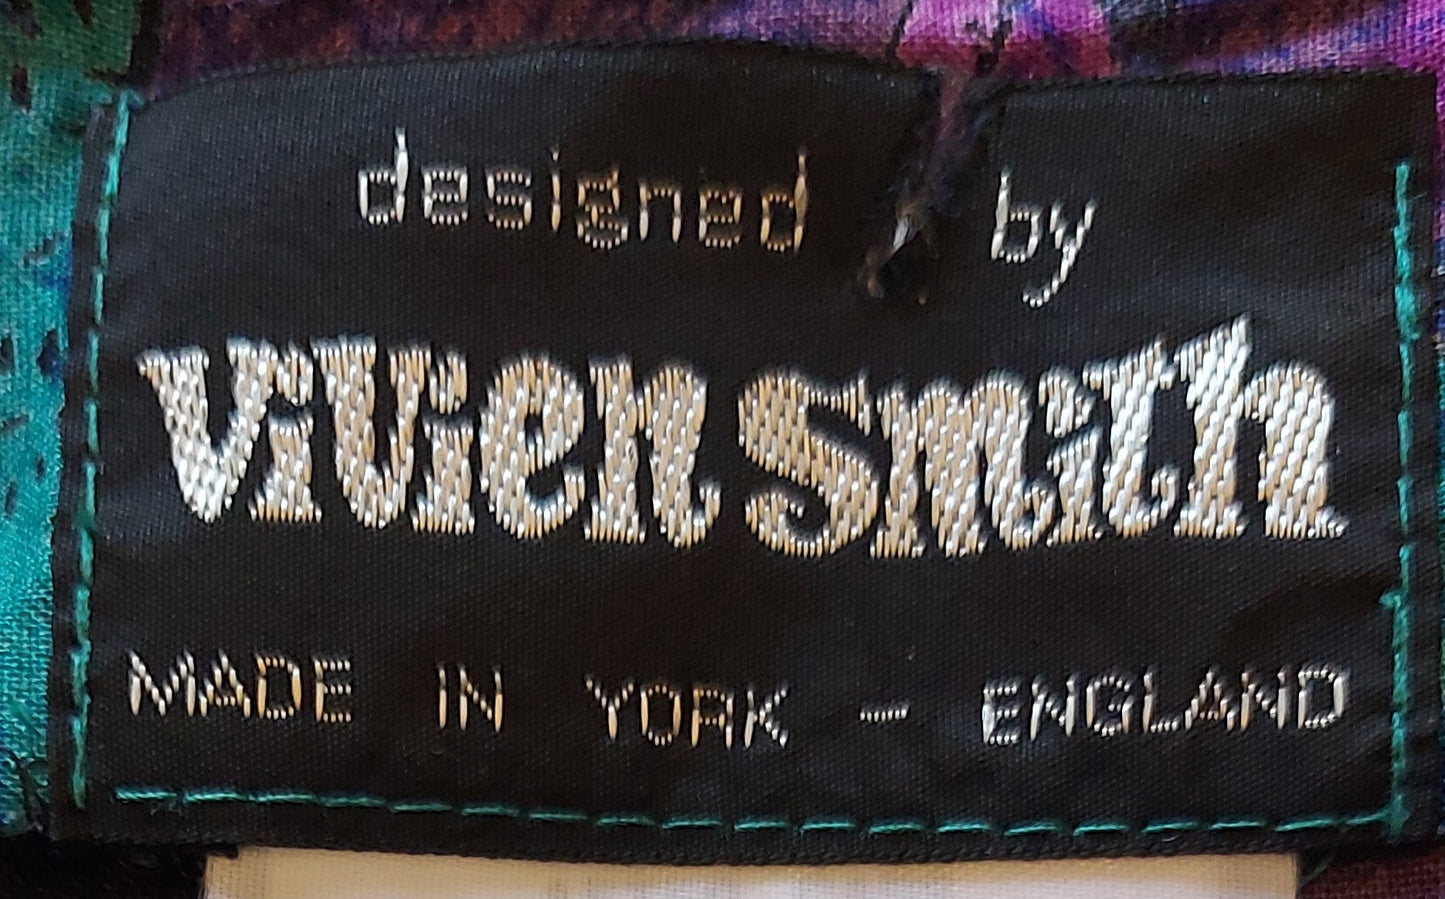 designed by
vivien smith
MADE IN YORK - ENGLAND